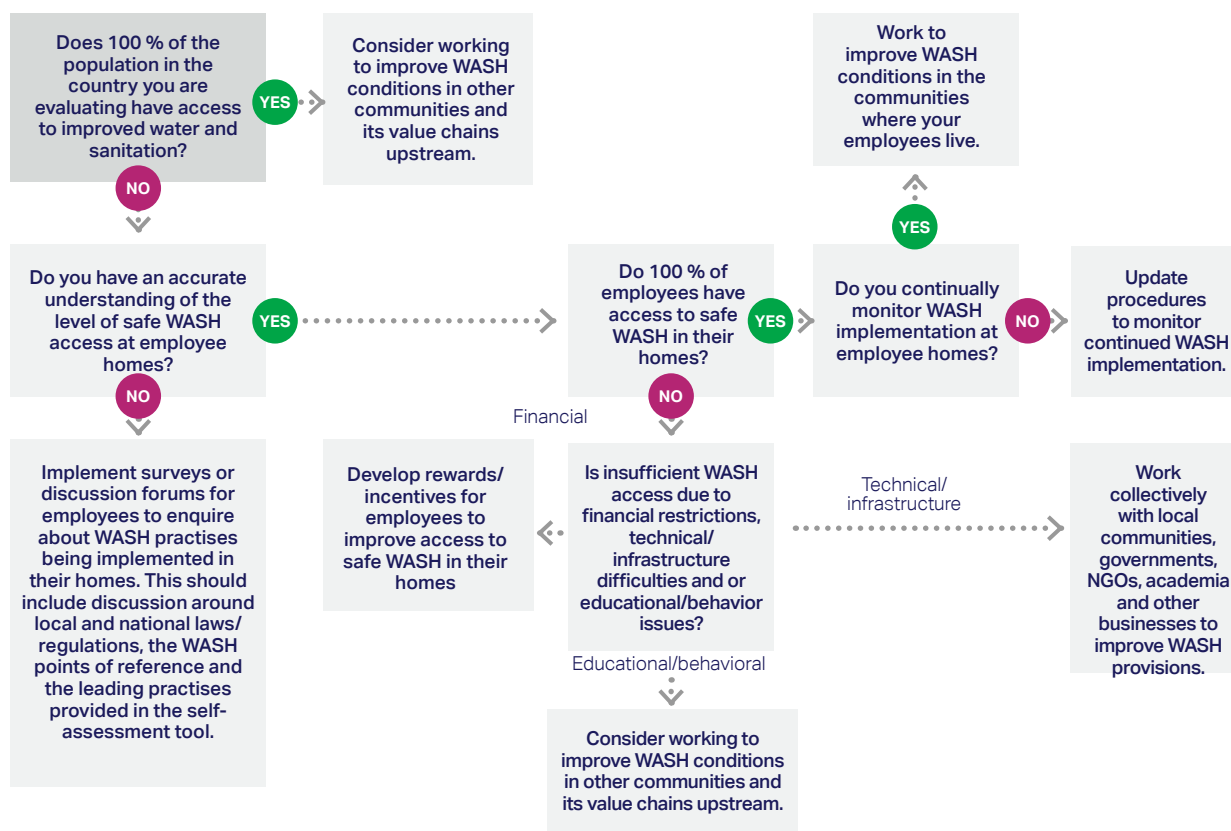 Does 100 % of the
population in the
country you are
evaluating have access
to improved water and
sanitation?
YES
Consider working
to improve WASH
conditions in other
communities and
its value chains
upstream.
Work to
improve WASH
conditions in the
communities
where your
employees live.
NO
YES
Do you have an accurate
understanding of the
level of safe WASH
access at employee
homes?
YES
Do 100 % of
employees have
access to safe
WASH in their
homes?
YES
Do you continually
monitor WASH
implementation at
employee homes?
NO
Update
procedures
to monitor
continued WASH
implementation.
NO
NO
Financial
Implement surveys or
discussion forums for
employees to enquire
about WASH practises
being implemented in
their homes. This should
include discussion around
local and national laws/
regulations, the WASH
points of reference and
the leading practises
provided in the self-
assessment tool.
Develop rewards/
incentives for
employees to
improve access to
safe WASH in their
homes
Is insufficient WASH
access due to
financial restrictions,
technical/
infrastructure
difficulties and or
educational/behavior
issues?
Technical/
infrastructure
Work
collectively
with local
communities,
governments,
NGOs, academia
and other
businesses to
improve WASH
provisions.
Educational/behavioral
Consider working to
improve WASH conditions
in other communities and
its value chains upstream.